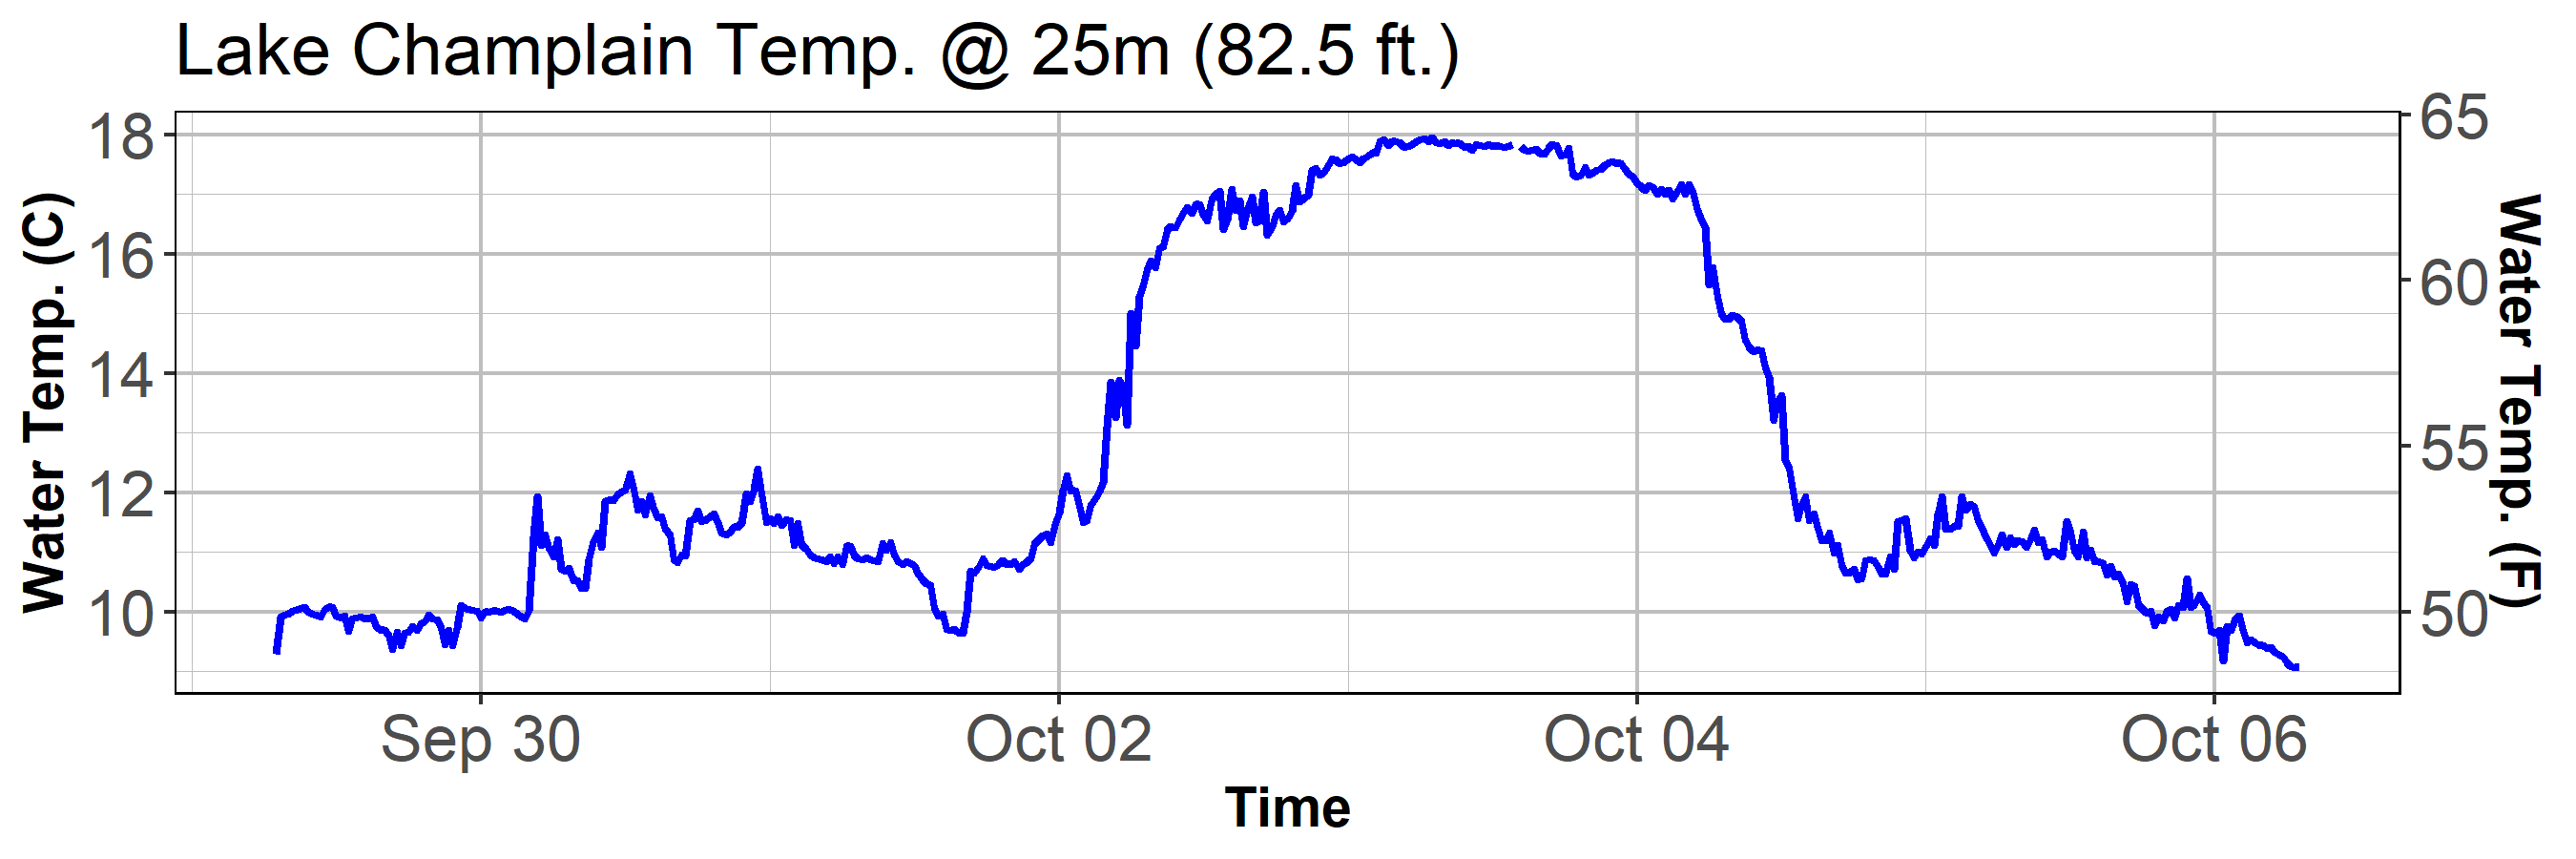 Lake Champlain Temp. @ 25m (82.5 ft.)
Water Temp. (C)
18
16
14
12
10
65
60
55
50
Water Temp. (F)
Sep 30
Oct 02
Oct 04
Oct 06
Time